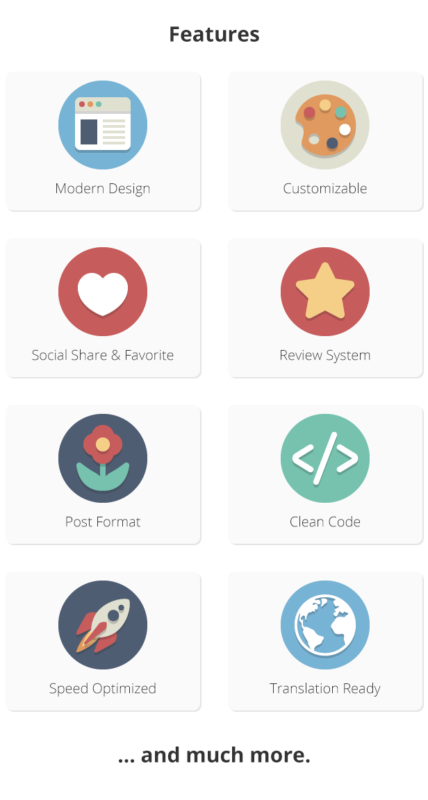 Features
Modern Design
Customizable
Social Share & Favorite
Review System
Post Format
Clean Code
Speed Optimized
Translation Ready
... and much more.